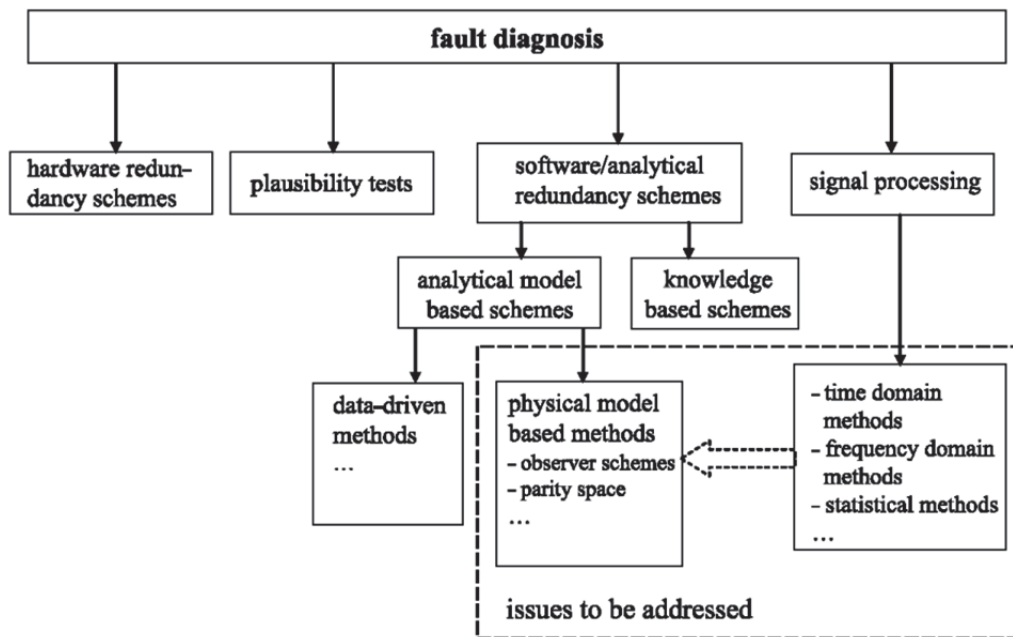 fault diagnosis
hardware redun–
dancy schemes
plausibility tests
software/analytical
redundancy schemes
signal processing
analytical model
based schemes
knowledge
based schemes
data–driven
methods
...
physical model
based methods
– observer schemes
– parity space
...
– time domain
methods
– frequency domain
methods
– statistical methods
...
issues to be addressed